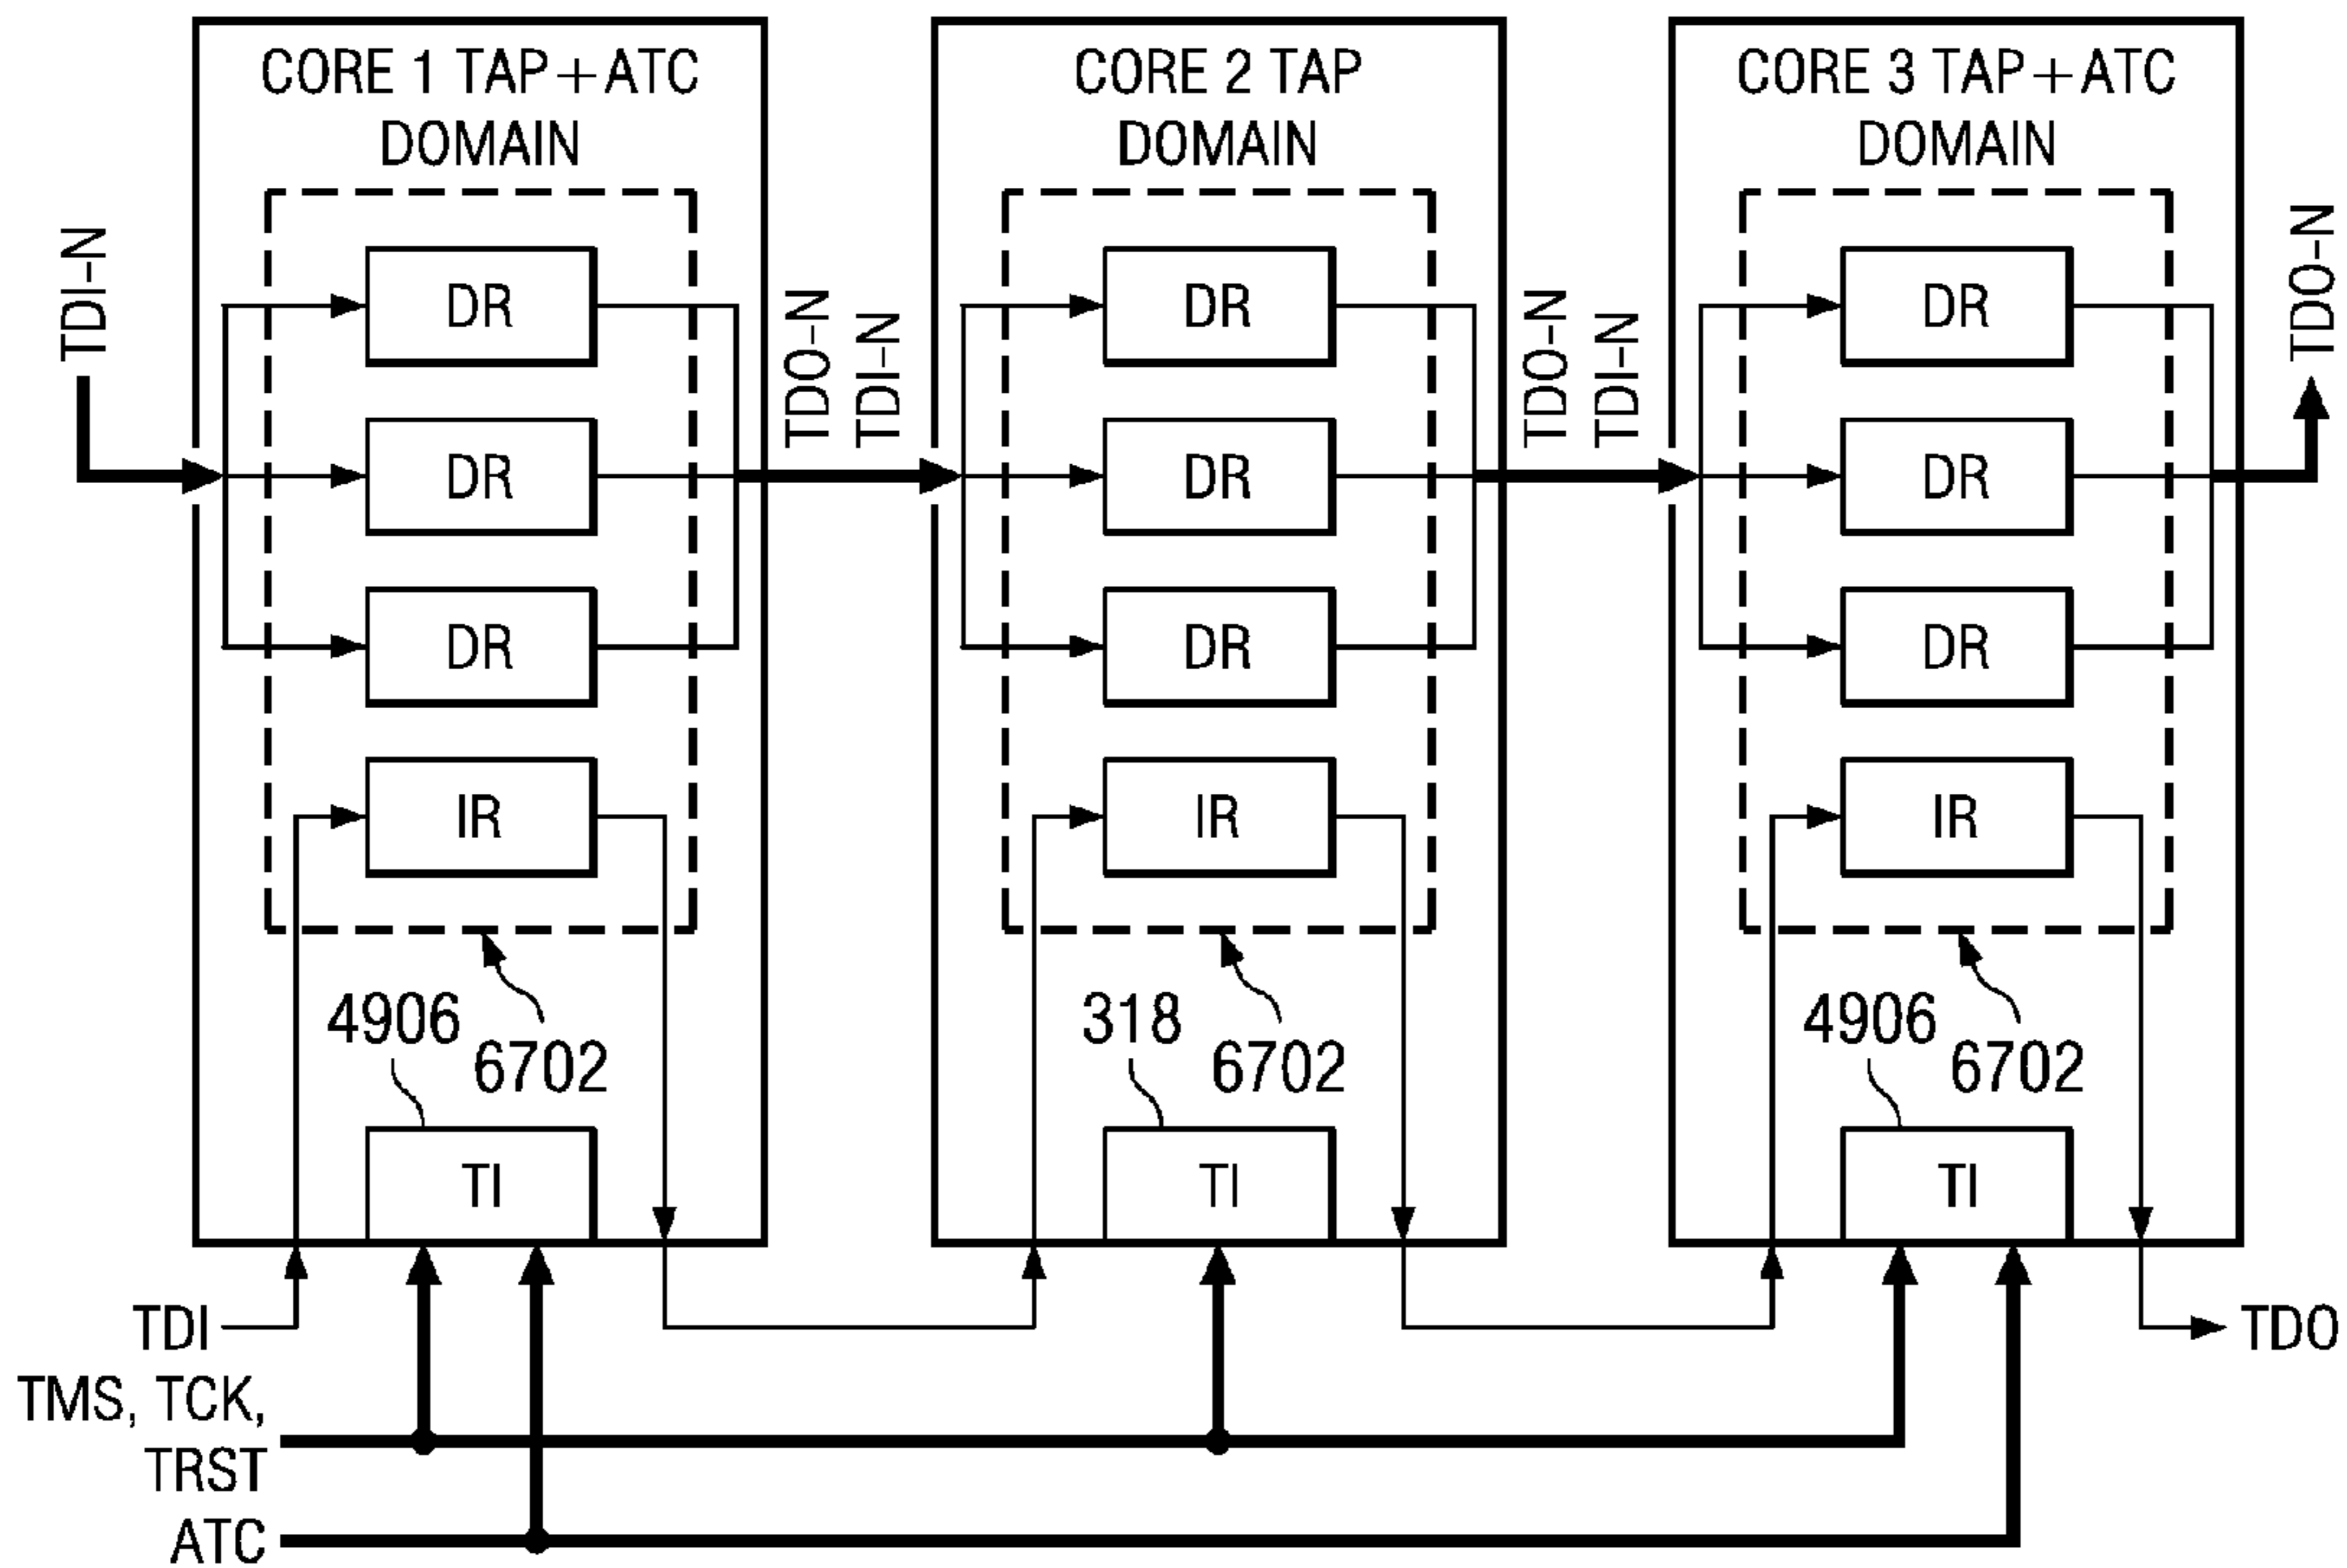 CORE 1 TAP+ATC
DOMAIN
CORE 2 TAP
DOMAIN
CORE 3 TAP+ATC
DOMAIN
TDI-N
DR
DR
DR
IR
TDO-N
TDI-N
DR
DR
DR
IR
TDO-N
TDI-N
DR
DR
DR
IR
TDO-N
4906
6702
318
6702
4906
6702
TI
TI
TI
TDI
TDO
TMS, TCK,
TRST
ATC